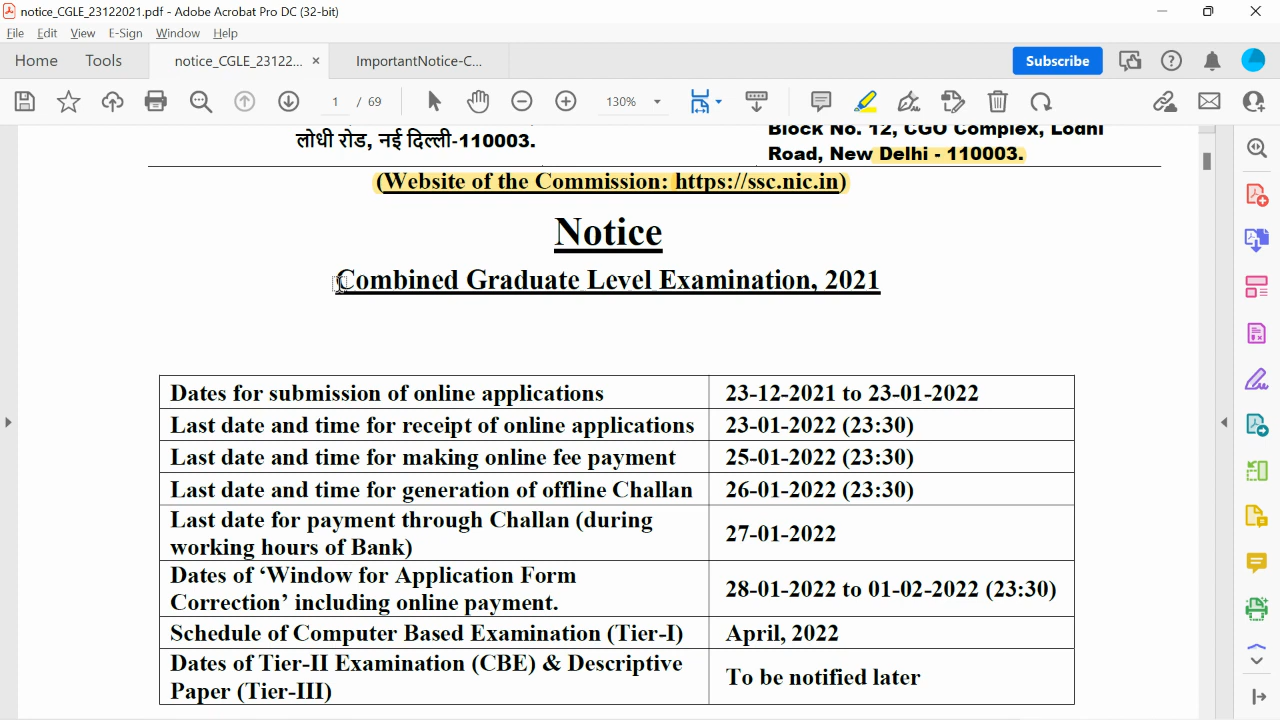 notice_CGLE_23122021.pdf - Adobe Acrobat Pro DC (32-bit)
File Edit View E-Sign Window Help
Home Tools notice_CGLE_23122... × ImportantNotice-C...
Subscribe
1 / 69 130%
लोधी रोड, नई दिल्ली-110003.
Block No. 12, CGO Complex, Lodhi
Road, New Delhi - 110003.
(Website of the Commission: https://ssc.nic.in)
Notice
Combined Graduate Level Examination, 2021
Dates for submission of online applications 23-12-2021 to 23-01-2022
Last date and time for receipt of online applications 23-01-2022 (23:30)
Last date and time for making online fee payment 25-01-2022 (23:30)
Last date and time for generation of offline Challan 26-01-2022 (23:30)
Last date for payment through Challan (during
working hours of Bank) 27-01-2022
Dates of ‘Window for Application Form
Correction’ including online payment. 28-01-2022 to 01-02-2022 (23:30)
Schedule of Computer Based Examination (Tier-I) April, 2022
Dates of Tier-II Examination (CBE) & Descriptive
Paper (Tier-III) To be notified later